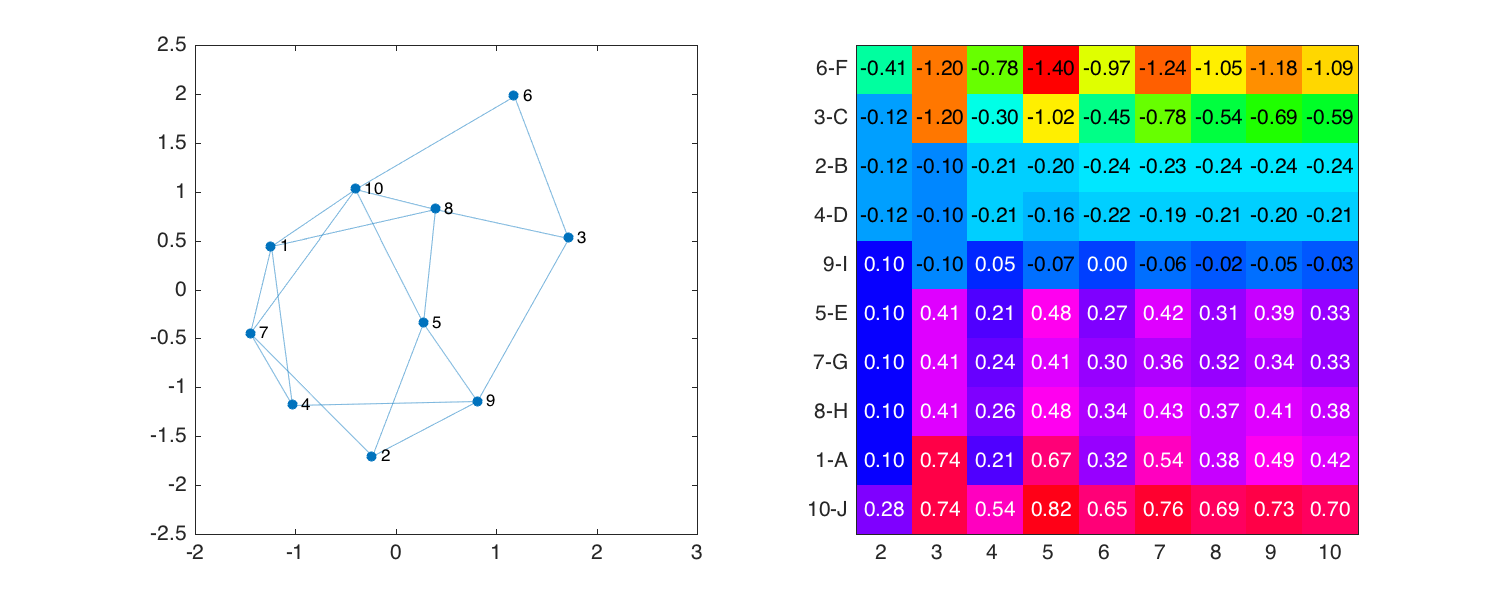 2.5
2
1.5
1
0.5
0
-0.5
-1
-1.5
-2
-2.5
-2 -1 0 1 2 3
6
10
8
3
1
5
7
4
9
2
6-F -0.41 -1.20 -0.78 -1.40 -0.97 -1.24 -1.05 -1.18 -1.09
3-C -0.12 -1.20 -0.30 -1.02 -0.45 -0.78 -0.54 -0.69 -0.59
2-B -0.12 -0.10 -0.21 -0.20 -0.24 -0.23 -0.24 -0.24 -0.24
4-D -0.12 -0.10 -0.21 -0.16 -0.22 -0.19 -0.21 -0.20 -0.21
9-I 0.10 -0.10 0.05 -0.07 0.00 -0.06 -0.02 -0.05 -0.03
5-E 0.10 0.41 0.21 0.48 0.27 0.42 0.31 0.39 0.33
7-G 0.10 0.41 0.24 0.41 0.30 0.36 0.32 0.34 0.33
8-H 0.10 0.41 0.26 0.48 0.34 0.43 0.37 0.41 0.38
1-A 0.10 0.74 0.21 0.67 0.32 0.54 0.38 0.49 0.42
10-J 0.28 0.74 0.54 0.82 0.65 0.76 0.69 0.73 0.70
2 3 4 5 6 7 8 9 10